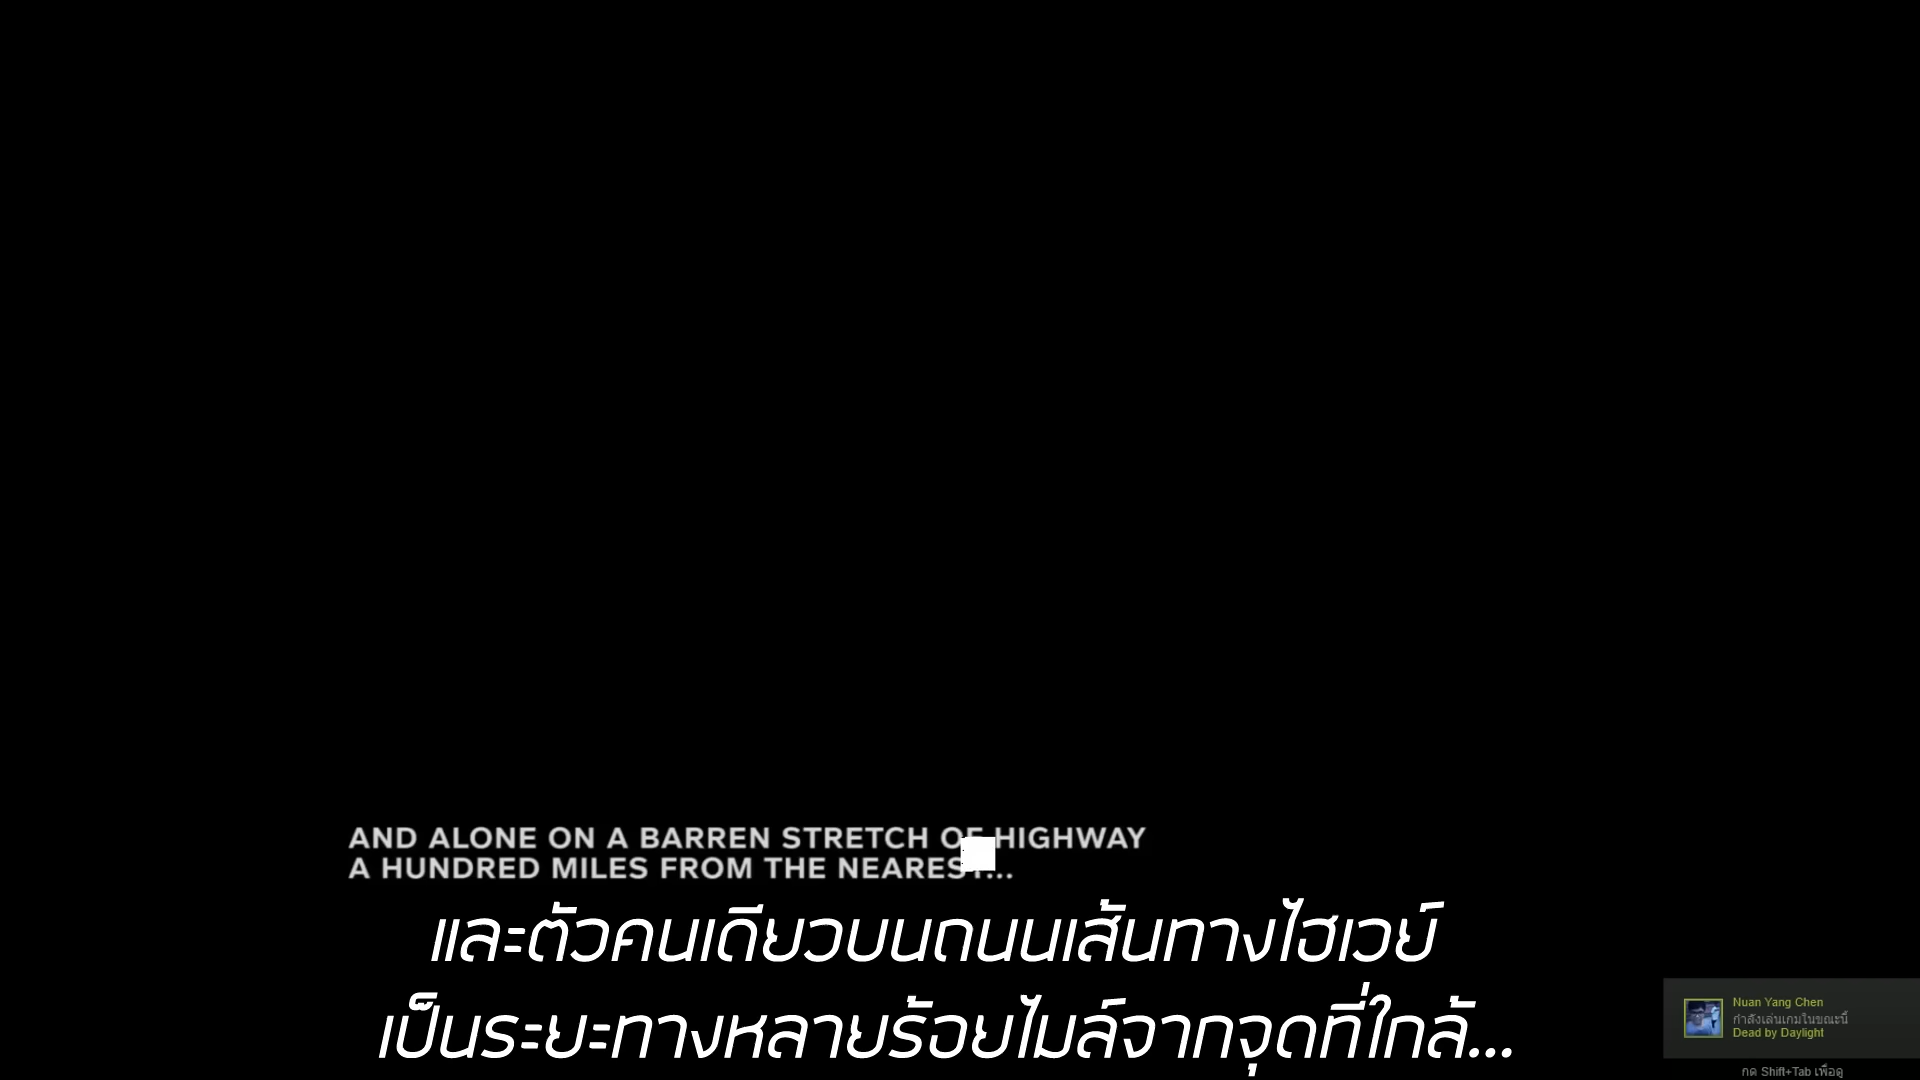 AND ALONE ON A BARREN STRETCH OF HIGHWAY
A HUNDRED MILES FROM THE NEAREST...
และตัวคนเดียวบนถนนเส้นทางไฮเวย์
เป็นระยะทางหลายร้อยไมล์จากจุดที่ใกล้...
Nuan Yang Chen
กำลังเล่นเกมในขณะนี้
Dead by Daylight
กด Shift+Tab เพื่อดู